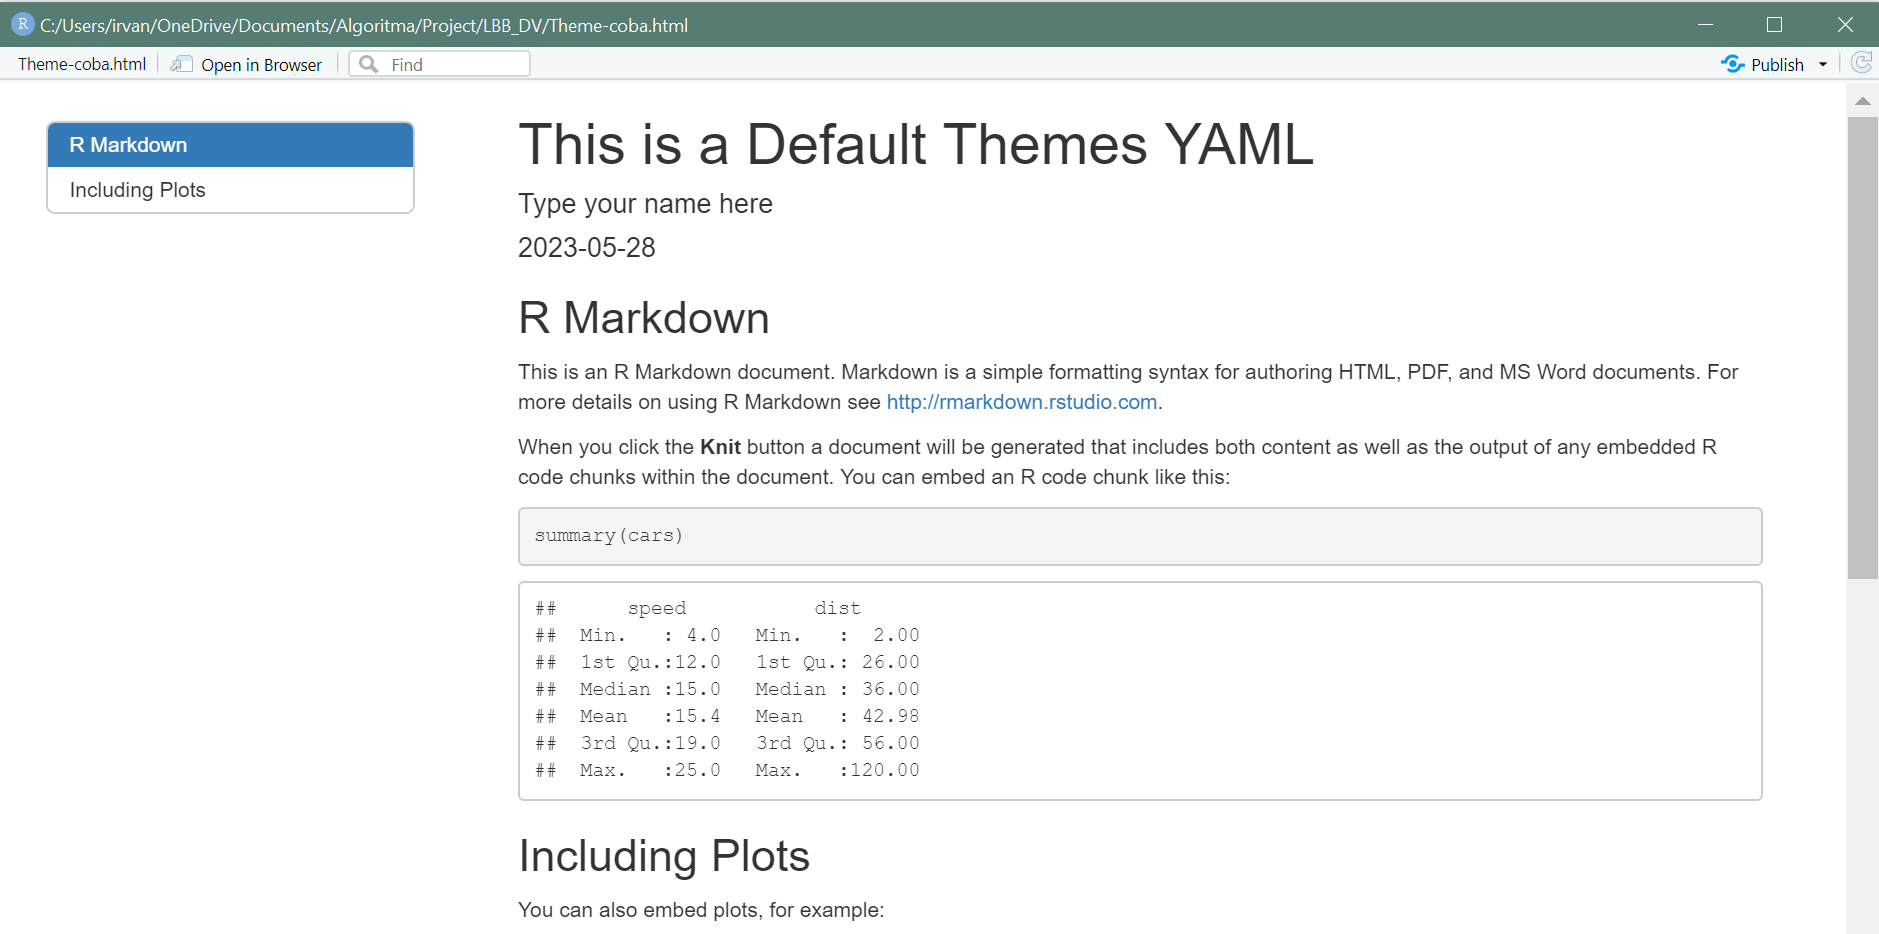 R C:/Users/irvan/OneDrive/Documents/Algoritma/Project/LBB_DV/Theme-coba.html
Theme-coba.html Open in Browser Find Publish
R Markdown
Including Plots
This is a Default Themes YAML
Type your name here
2023-05-28
R Markdown
This is an R Markdown document. Markdown is a simple formatting syntax for authoring HTML, PDF, and MS Word documents. For
more details on using R Markdown see http://rmarkdown.rstudio.com.
When you click the Knit button a document will be generated that includes both content as well as the output of any embedded R
code chunks within the document. You can embed an R code chunk like this:
summary(cars)
##      speed           dist
##  Min.   : 4.0   Min.   :  2.00
##  1st Qu.:12.0   1st Qu.: 26.00
##  Median :15.0   Median : 36.00
##  Mean   :15.4   Mean   : 42.98
##  3rd Qu.:19.0   3rd Qu.: 56.00
##  Max.   :25.0   Max.   :120.00
Including Plots
You can also embed plots, for example: